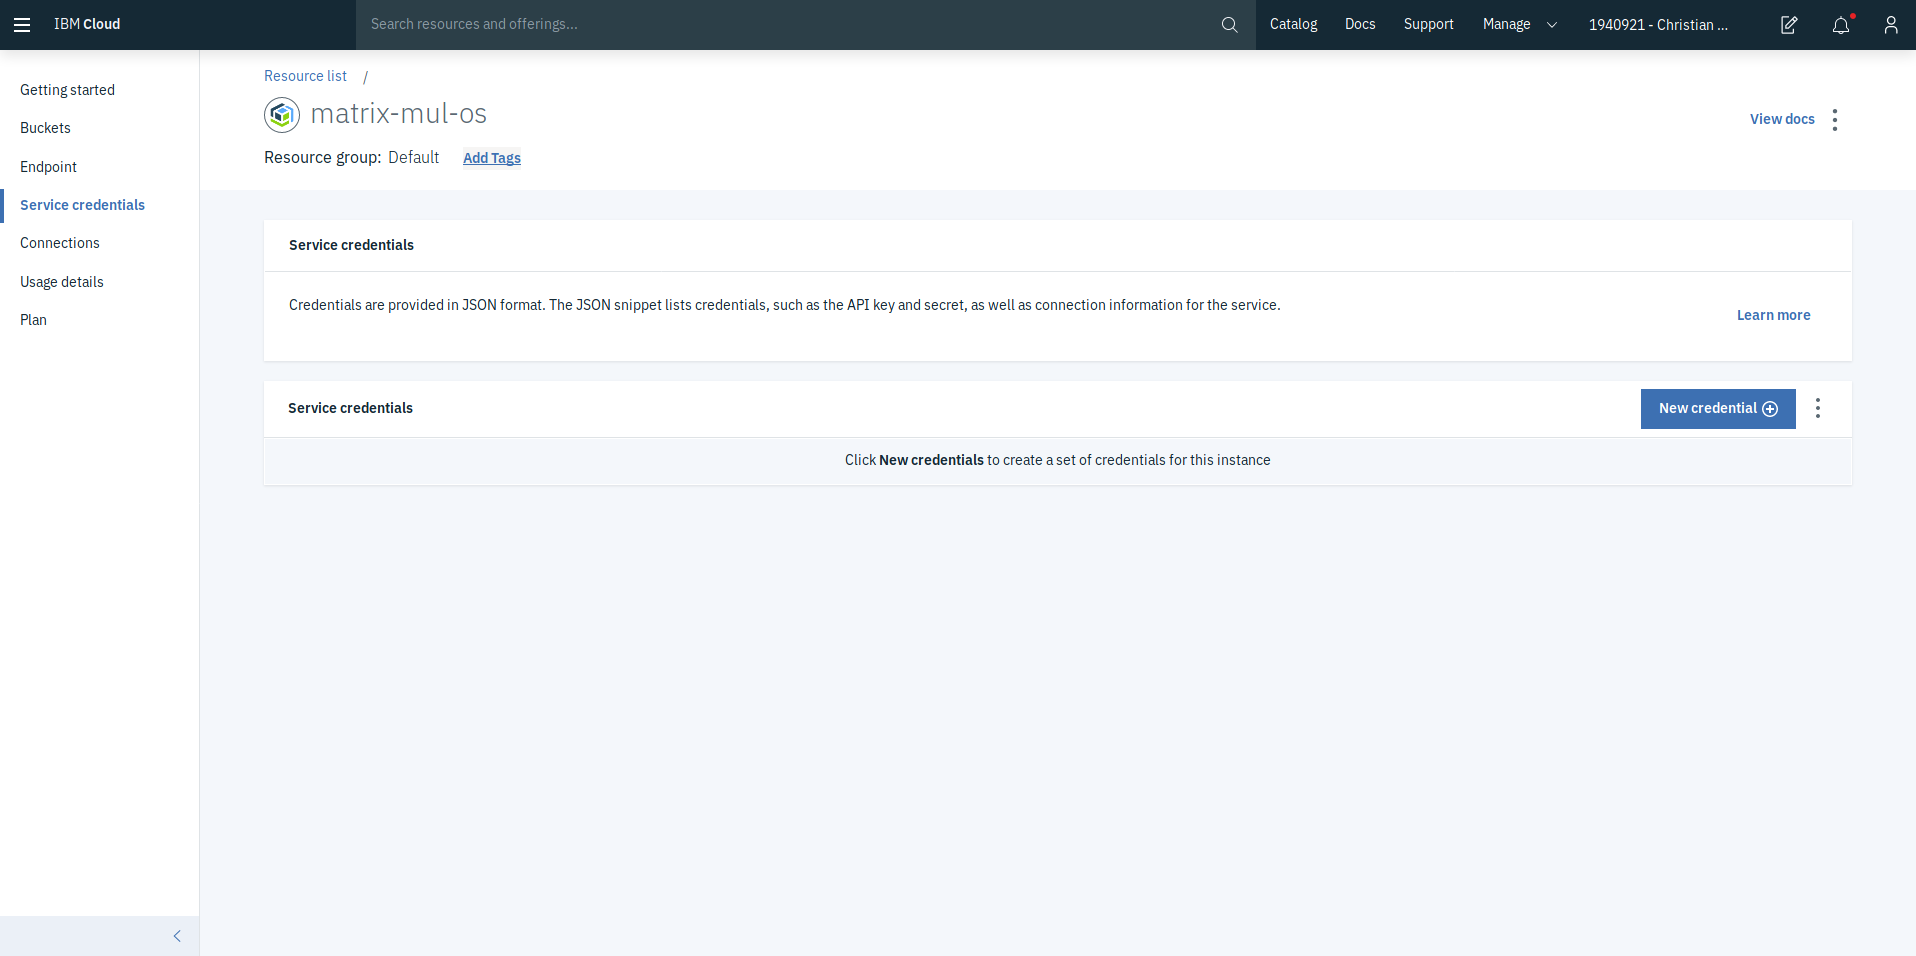 IBM Cloud
Search resources and offerings...
Catalog
Docs
Support
Manage
1940921 - Christian ...
Getting started
Buckets
Endpoint
Service credentials
Connections
Usage details
Plan
Resource list /
matrix-mul-os
Resource group: Default Add Tags
View docs
Service credentials
Credentials are provided in JSON format. The JSON snippet lists credentials, such as the API key and secret, as well as connection information for the service.
Learn more
Service credentials
New credential
Click New credentials to create a set of credentials for this instance